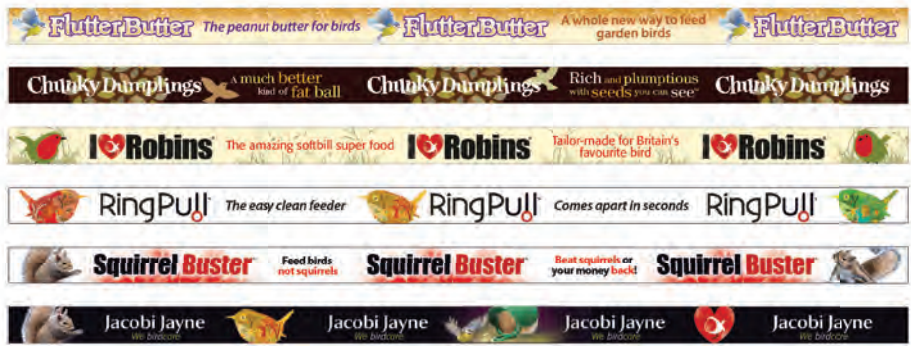 FlutterButter The peanut butter for birds FlutterButter A whole new way to feed
garden birds FlutterButter
Chunky Dumplings A much better
kind of fat ball Chunky Dumplings Rich and plumptious
with seeds you can see™ Chunky Dumplings
I Robins The amazing softbill super food I Robins Tailor-made for Britain's
favourite bird I Robins
RingPull The easy clean feeder RingPull Comes apart in seconds RingPull
Squirrel Buster Feed birds
not squirrels Squirrel Buster Beat squirrels or
your money back! Squirrel Buster
Jacobi Jayne Jacobi Jayne Jacobi Jayne Jacobi Jayne
We birdcare We birdcare We birdcare We birdcare